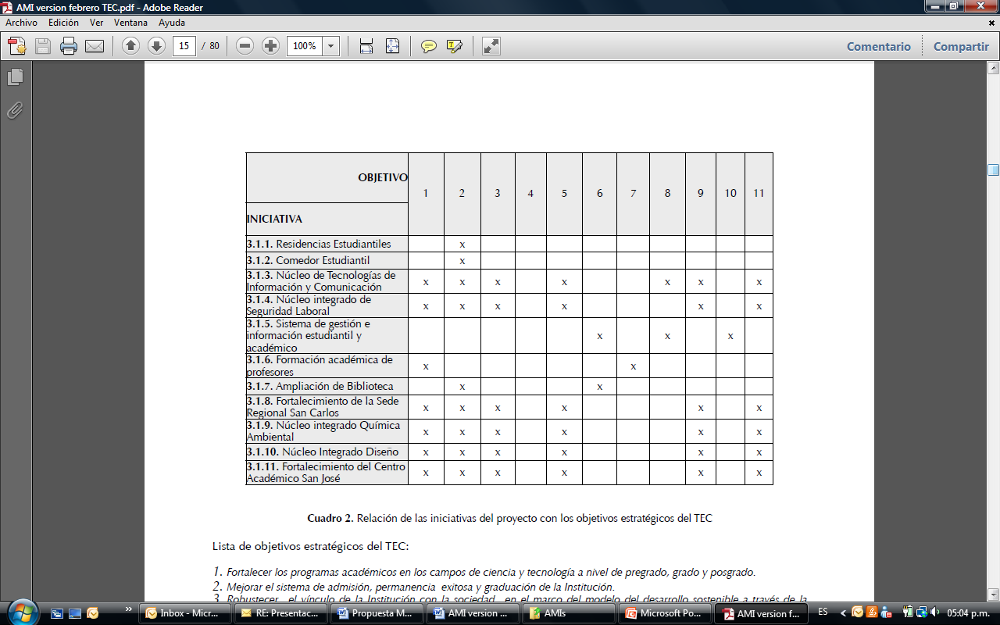 AMI version febrero TEC.pdf - Adobe Reader
Archivo Edición Ver Ventana Ayuda
15 / 80 100% Comentario Compartir
OBJETIVO
1 2 3 4 5 6 7 8 9 10 11
INICIATIVA
3.1.1. Residencias Estudiantiles x
3.1.2. Comedor Estudiantil x
3.1.3. Núcleo de Tecnologías de
Información y Comunicación x x x x x x x
3.1.4. Núcleo integrado de
Seguridad Laboral x x x x x x
3.1.5. Sistema de gestión e
información estudiantil y x x x
académico
3.1.6. Formación académica de
profesores x x
3.1.7. Ampliación de Biblioteca x x
3.1.8. Fortalecimiento de la Sede
Regional San Carlos x x x x x x
3.1.9. Núcleo integrado Química
Ambiental x x x x x x
3.1.10. Núcleo Integrado Diseño x x x x x x
3.1.11. Fortalecimiento del Centro
Académico San José x x x x x x
Cuadro 2. Relación de las iniciativas del proyecto con los objetivos estratégicos del TEC
Lista de objetivos estratégicos del TEC:
1. Fortalecer los programas académicos en los campos de ciencia y tecnología a nivel de pregrado, grado y posgrado.
2. Mejorar el sistema de admisión, permanencia exitosa y graduación de la Institución.
3. Robustecer el vínculo de la Institución con la sociedad, en el marco del modelo del desarrollo sostenible a través de la
Inbox - Micr... RE: Presentac... Propuesta M... AMI version ... AMIs Microsoft Po... AMI version f... ES 05:04 p.m.